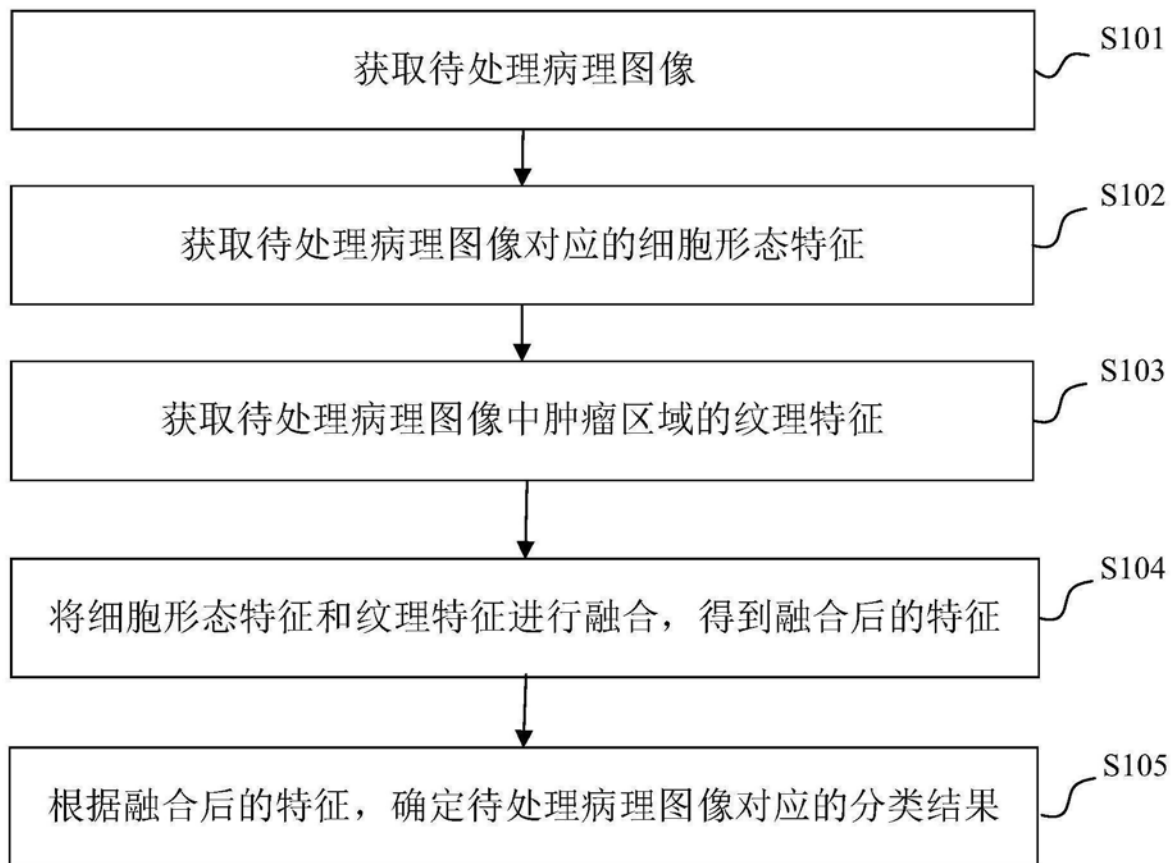 获取待处理病理图像
S101
获取待处理病理图像对应的细胞形态特征
S102
获取待处理病理图像中肿瘤区域的纹理特征
S103
将细胞形态特征和纹理特征进行融合，得到融合后的特征
S104
根据融合后的特征，确定待处理病理图像对应的分类结果
S105